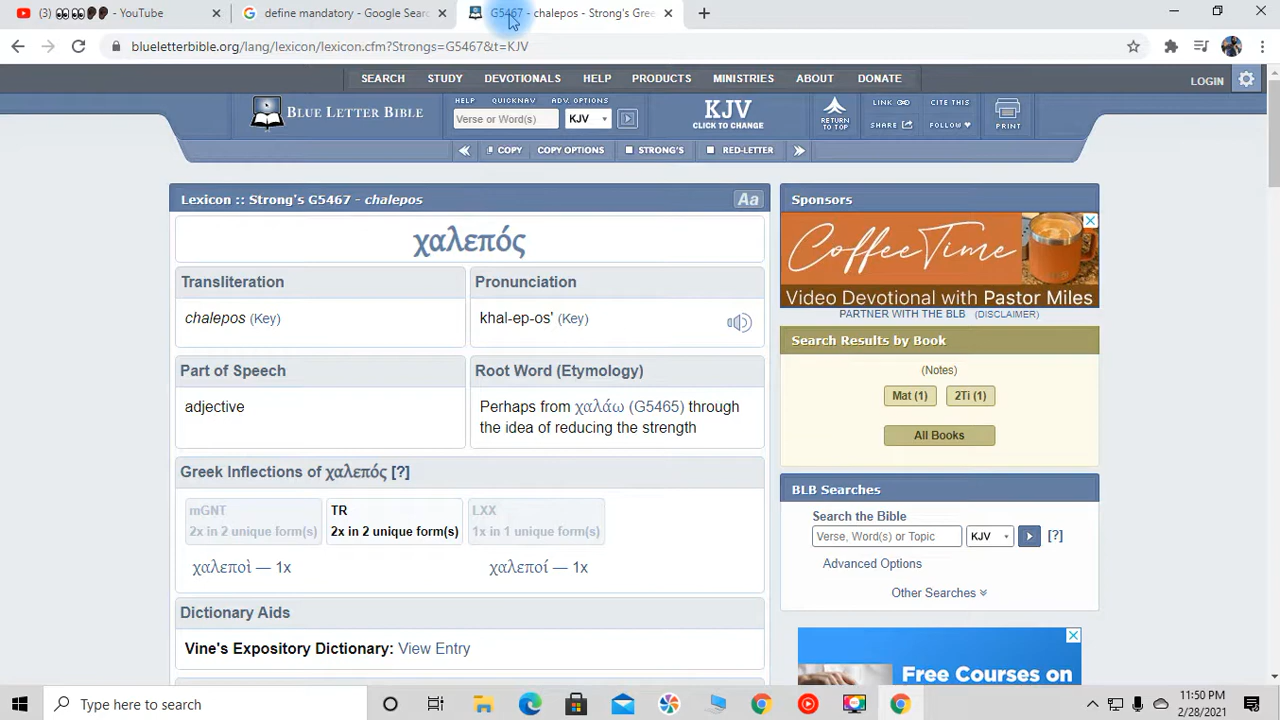 (3) 👀👀👂👂 - YouTube
define mandatory - Google Searc
G5467 - chalepos - Strong's Gree
blueletterbible.org/lang/lexicon/lexicon.cfm?Strongs=G5467&t=KJV
SEARCH STUDY DEVOTIONALS HELP PRODUCTS MINISTRIES ABOUT DONATE
LOGIN
BLUE LETTER BIBLE
HELP QUICKNAV ADV. OPTIONS
Verse or Word(s) KJV
KJV
CLICK TO CHANGE
RETURN
TO TOP
LINK CITE THIS
SHARE FOLLOW
PRINT
COPY COPY OPTIONS STRONG'S RED-LETTER
Lexicon :: Strong's G5467 - chalepos
Aa
χαλεπός
Transliteration
chalepos (Key)
Pronunciation
khal-ep-os' (Key)
Part of Speech
adjective
Root Word (Etymology)
Perhaps from χαλάω (G5465) through
the idea of reducing the strength
Greek Inflections of χαλεπός [?]
mGNT
2x in 2 unique form(s)
TR
2x in 2 unique form(s)
LXX
1x in 1 unique form(s)
χαλεποὶ — 1x
χαλεποί — 1x
Dictionary Aids
Vine's Expository Dictionary: View Entry
Sponsors
CoffeeTime
Video Devotional with Pastor Miles
PARTNER WITH THE BLB (DISCLAIMER)
Search Results by Book
(Notes)
Mat (1) 2Ti (1)
All Books
BLB Searches
Search the Bible
Verse, Word(s) or Topic KJV [?]
Advanced Options
Other Searches
Free Courses on
Type here to search
11:50 PM
2/28/2021